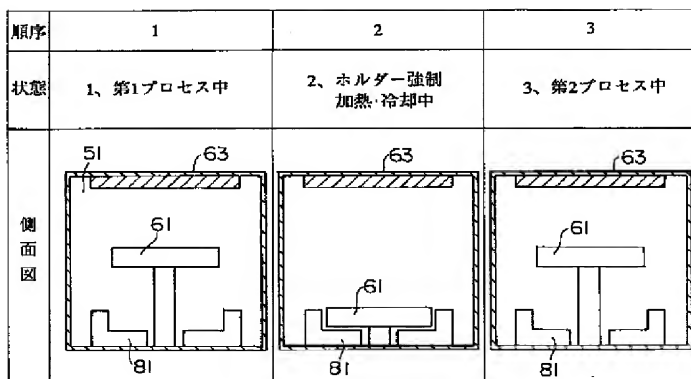 順序 1 2 3
状態 1、第1プロセス中 2、ホルダー強制 3、第2プロセス中
加熱・冷却中
側面図
51 63 63 63
61 61 61
81 81 81